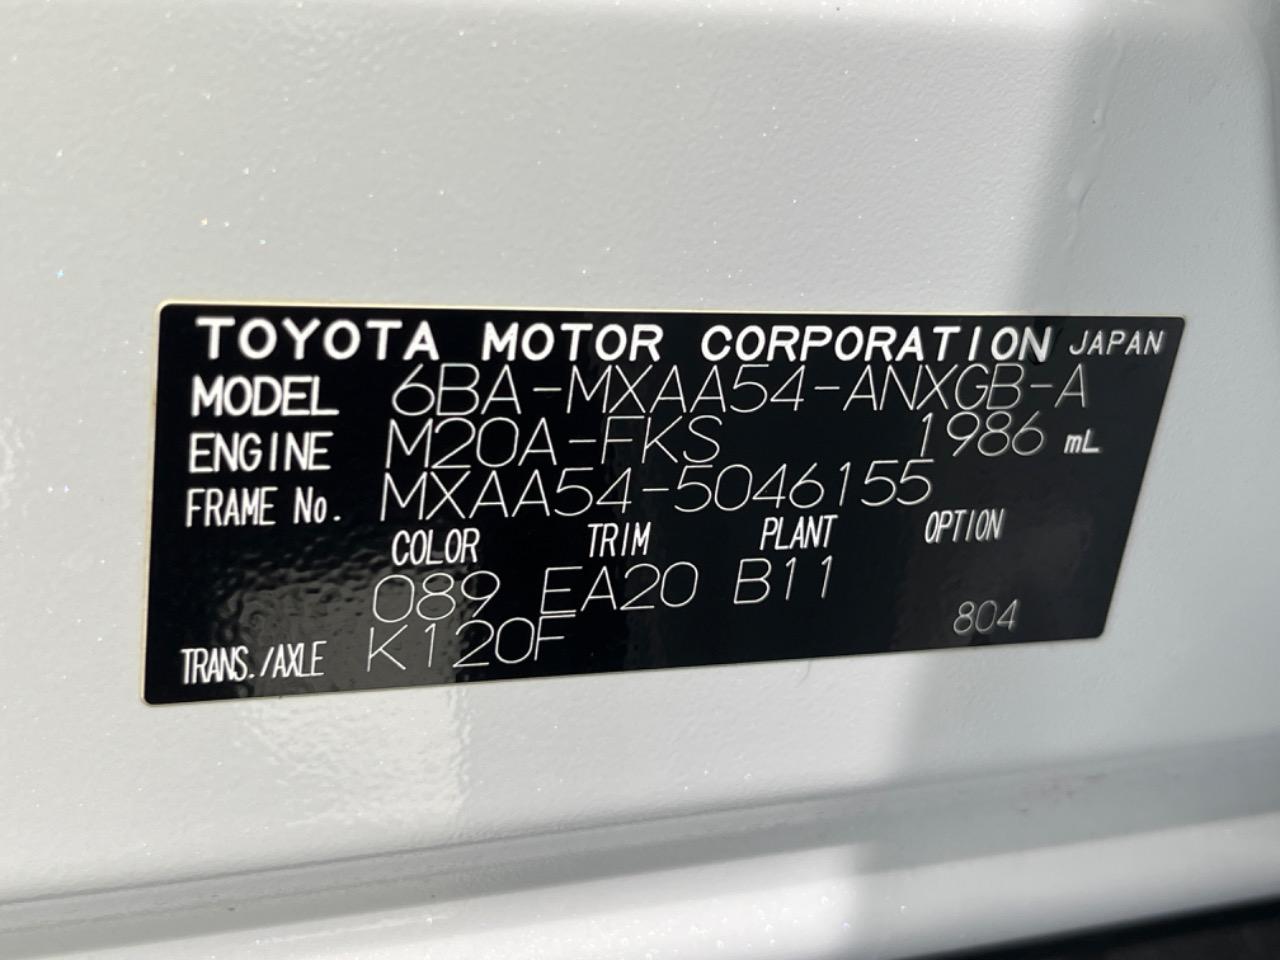 TOYOTA MOTOR CORPORATION JAPAN
MODEL 6BA-MXAA54-ANXGB-A
ENGINE M20A-FKS 1986 mL
FRAME No. MXAA54-5046155
COLOR TRIM PLANT OPTION
089 EA20 B11
TRANS./AXLE K120F 804